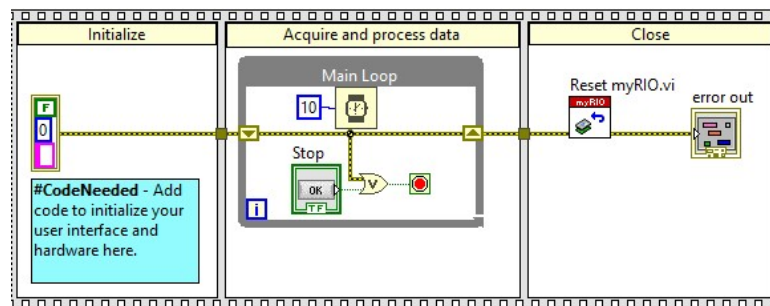 Initialize
Acquire and process data
Close
Main Loop
10
Reset myRIO.vi
myRIO
error out
F
0
Stop
OK
TF
V
i
#CodeNeeded - Add
code to initialize your
user interface and
hardware here.